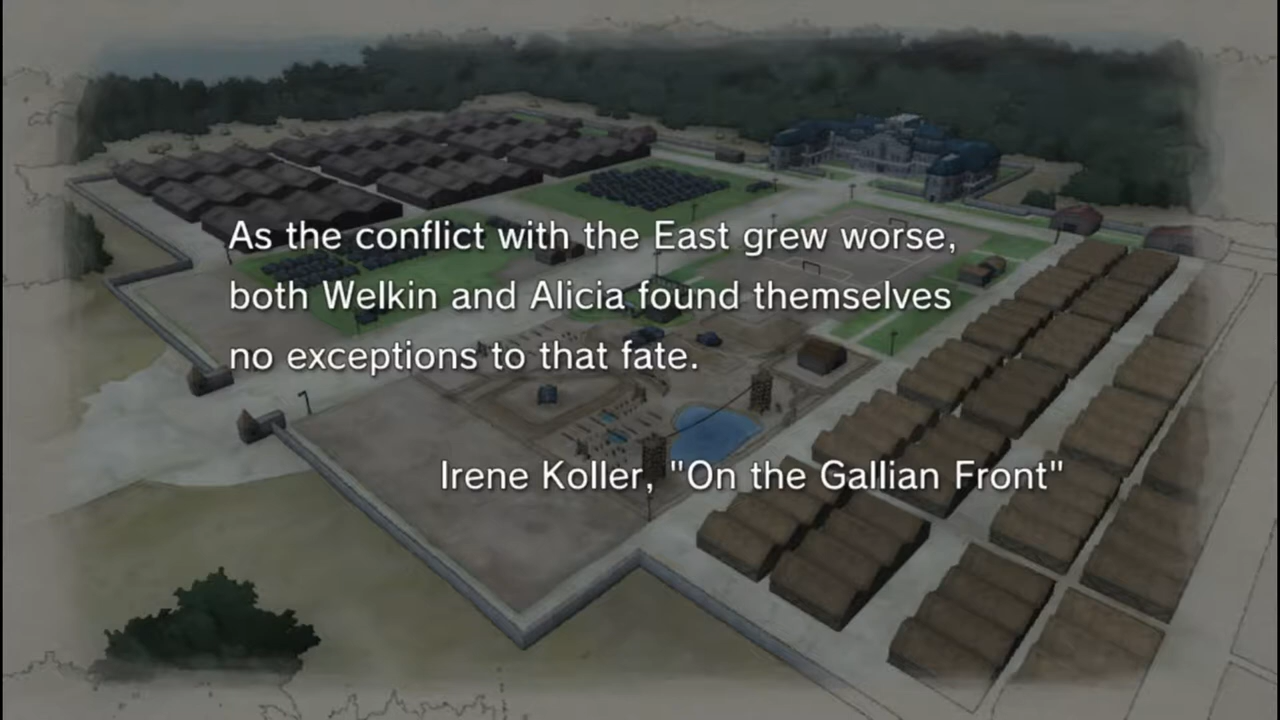 As the conflict with the East grew worse,
both Welkin and Alicia found themselves
no exceptions to that fate.
Irene Koller, "On the Gallian Front"